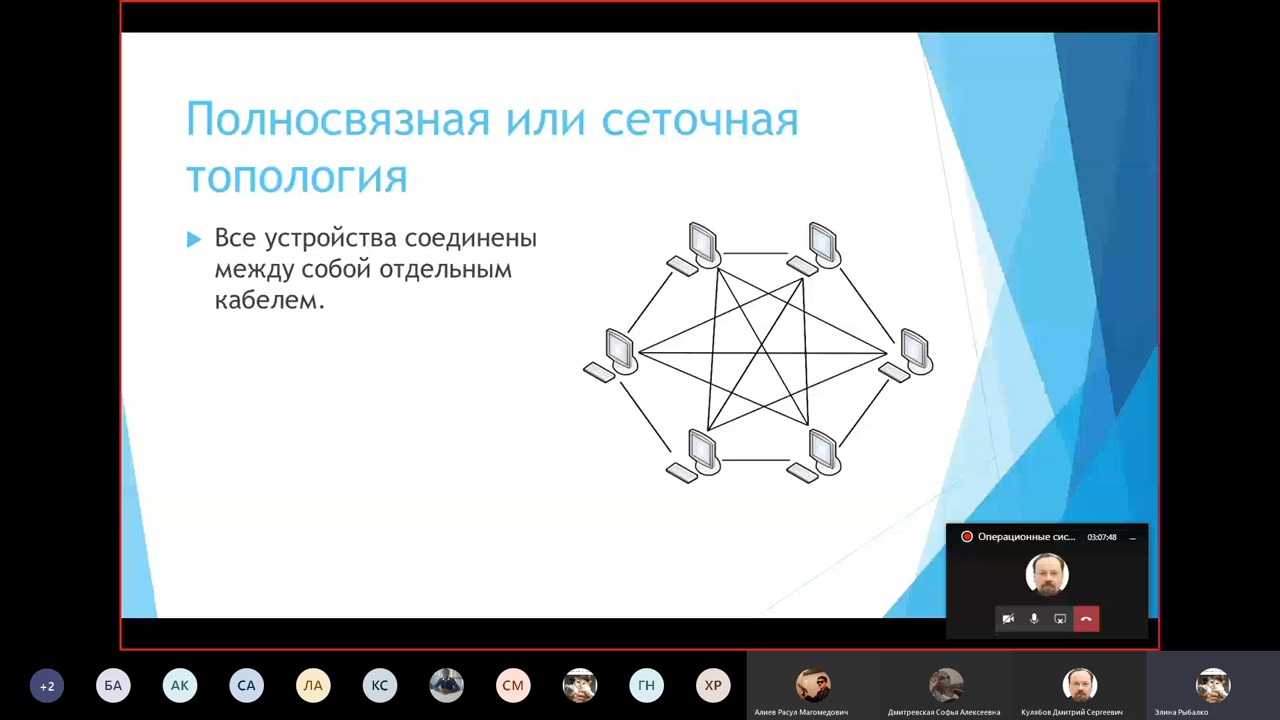 Полносвязная или сеточная
топология
Все устройства соединены
между собой отдельным
кабелем.
Операционные сис...
03:07:48
+2
БА
АК
СА
ЛА
КС
СМ
ГН
ХР
Алиев Расул Магомедович
Дмитревская Софья Алексеевна
Кулябов Дмитрий Сергеевич
Элина Рыбалко